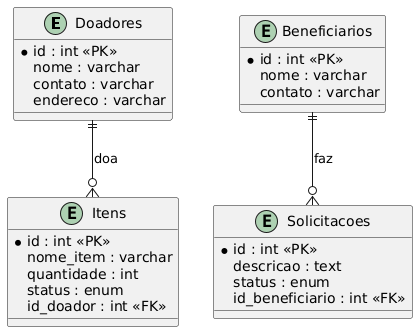 E Doadores
id : int «PK»
nome : varchar
contato : varchar
endereco : varchar
E Beneficiarios
id : int «PK»
nome : varchar
contato : varchar
doa
faz
E Itens
id : int «PK»
nome_item : varchar
quantidade : int
status : enum
id_doador : int «FK»
E Solicitacoes
id : int «PK»
descricao : text
status : enum
id_beneficiario : int «FK»